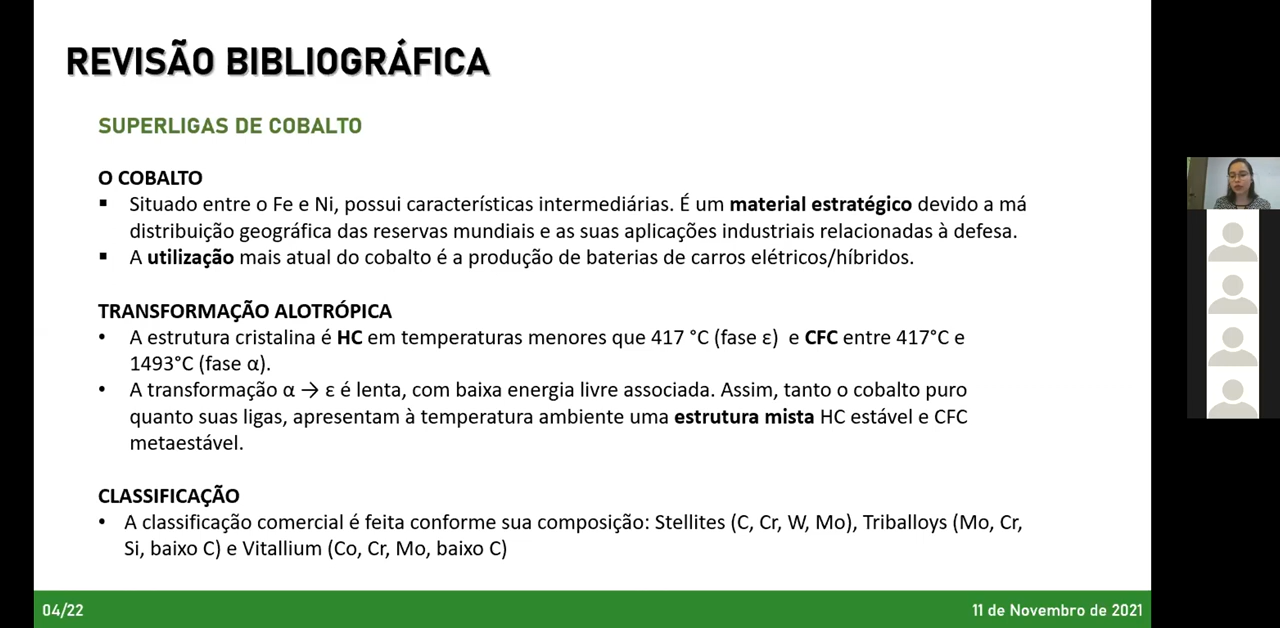 REVISÃO BIBLIOGRÁFICA
SUPERLIGAS DE COBALTO
O COBALTO
▪ Situado entre o Fe e Ni, possui características intermediárias. É um material estratégico devido a má
distribuição geográfica das reservas mundiais e as suas aplicações industriais relacionadas à defesa.
▪ A utilização mais atual do cobalto é a produção de baterias de carros elétricos/híbridos.
TRANSFORMAÇÃO ALOTRÓPICA
• A estrutura cristalina é HC em temperaturas menores que 417 °C (fase ε) e CFC entre 417°C e
1493°C (fase α).
• A transformação α → ε é lenta, com baixa energia livre associada. Assim, tanto o cobalto puro
quanto suas ligas, apresentam à temperatura ambiente uma estrutura mista HC estável e CFC
metaestável.
CLASSIFICAÇÃO
• A classificação comercial é feita conforme sua composição: Stellites (C, Cr, W, Mo), Triballoys (Mo, Cr,
Si, baixo C) e Vitallium (Co, Cr, Mo, baixo C)
04/22
11 de Novembro de 2021